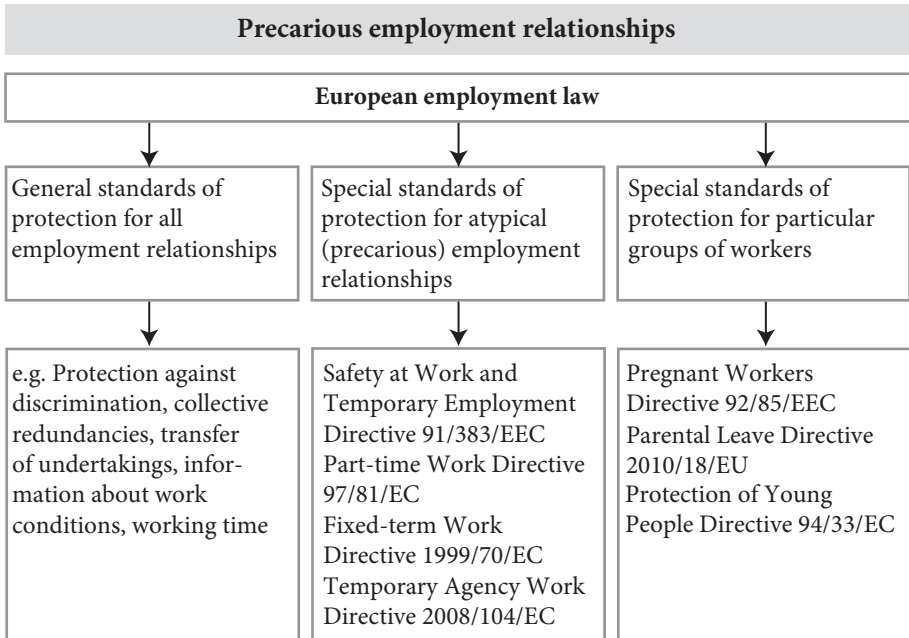 Precarious employment relationships
European employment law
General standards of
protection for all
employment relationships
Special standards of
protection for atypical
(precarious) employment
relationships
Special standards of
protection for particular
groups of workers
e.g. Protection against
discrimination, collective
redundancies, transfer
of undertakings, infor-
mation about work
conditions, working time
Safety at Work and
Temporary Employment
Directive 91/383/EEC
Part-time Work Directive
97/81/EC
Fixed-term Work
Directive 1999/70/EC
Temporary Agency Work
Directive 2008/104/EC
Pregnant Workers
Directive 92/85/EEC
Parental Leave Directive
2010/18/EU
Protection of Young
People Directive 94/33/EC